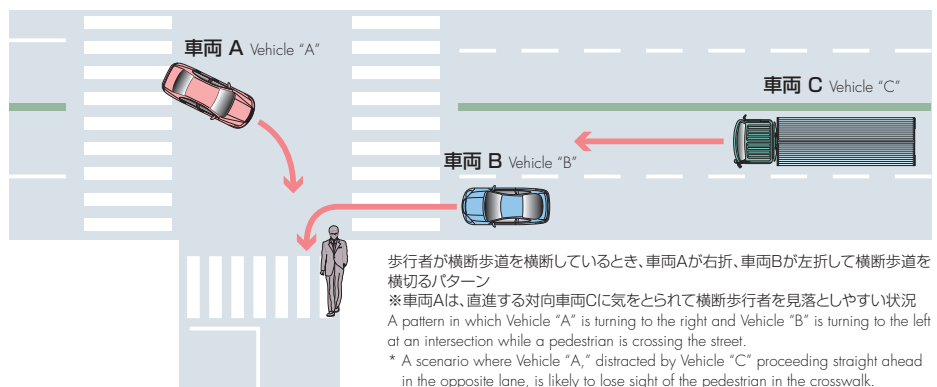 車両 A Vehicle “A”
車両 C Vehicle “C”
車両 B Vehicle “B”
歩行者が横断歩道を横断しているとき、車両Aが右折、車両Bが左折して横断歩道を
横切るパターン
※車両Aは、直進する対向車両Cに気をとられて横断歩行者を見落としやすい状況
A pattern in which Vehicle “A” is turning to the right and Vehicle “B” is turning to the left
at an intersection while a pedestrian is crossing the street.
* A scenario where Vehicle “A,” distracted by Vehicle “C” proceeding straight ahead
in the opposite lane, is likely to lose sight of the pedestrian in the crosswalk.